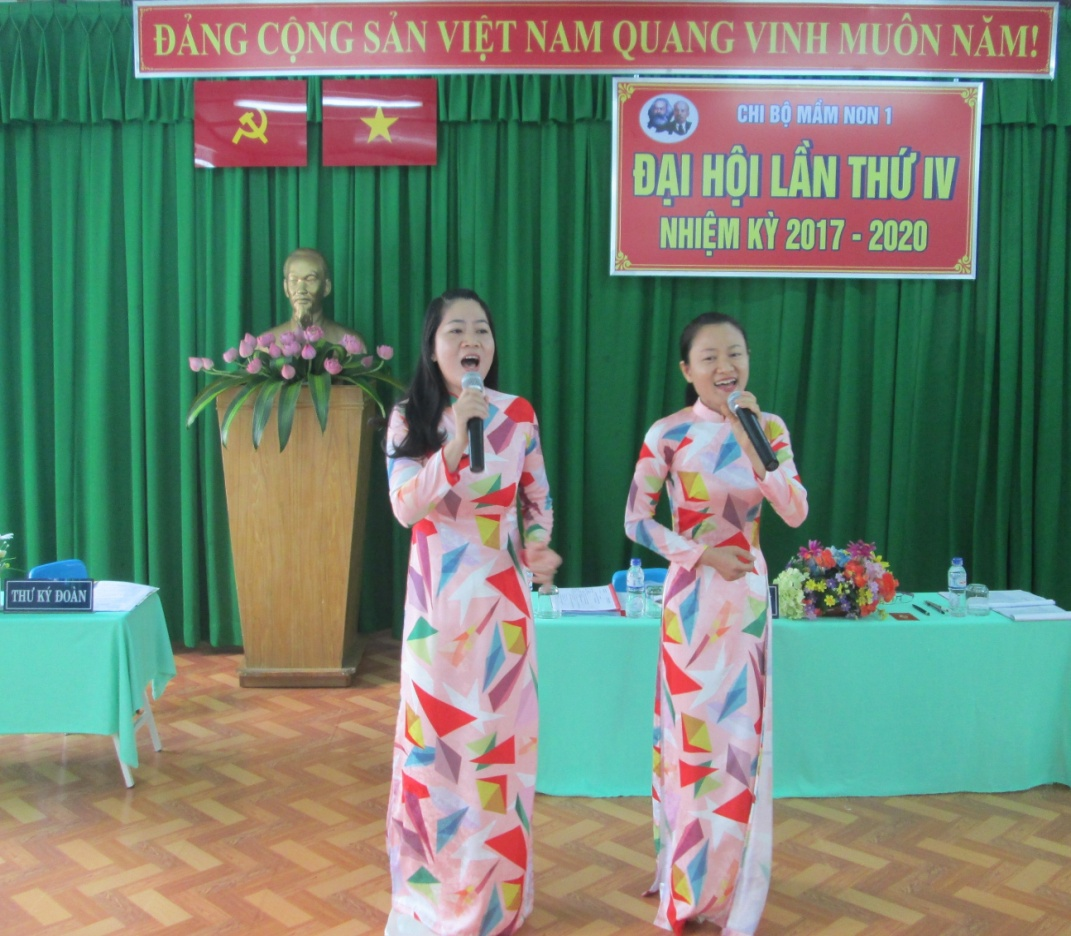 ĐẢNG CỘNG SẢN VIỆT NAM QUANG VINH MUÔN NĂM!
CHI BỘ MẦM NON 1
ĐẠI HỘI LẦN THỨ IV
NHIỆM KỲ 2017 - 2020
THƯ KÝ ĐOÀN